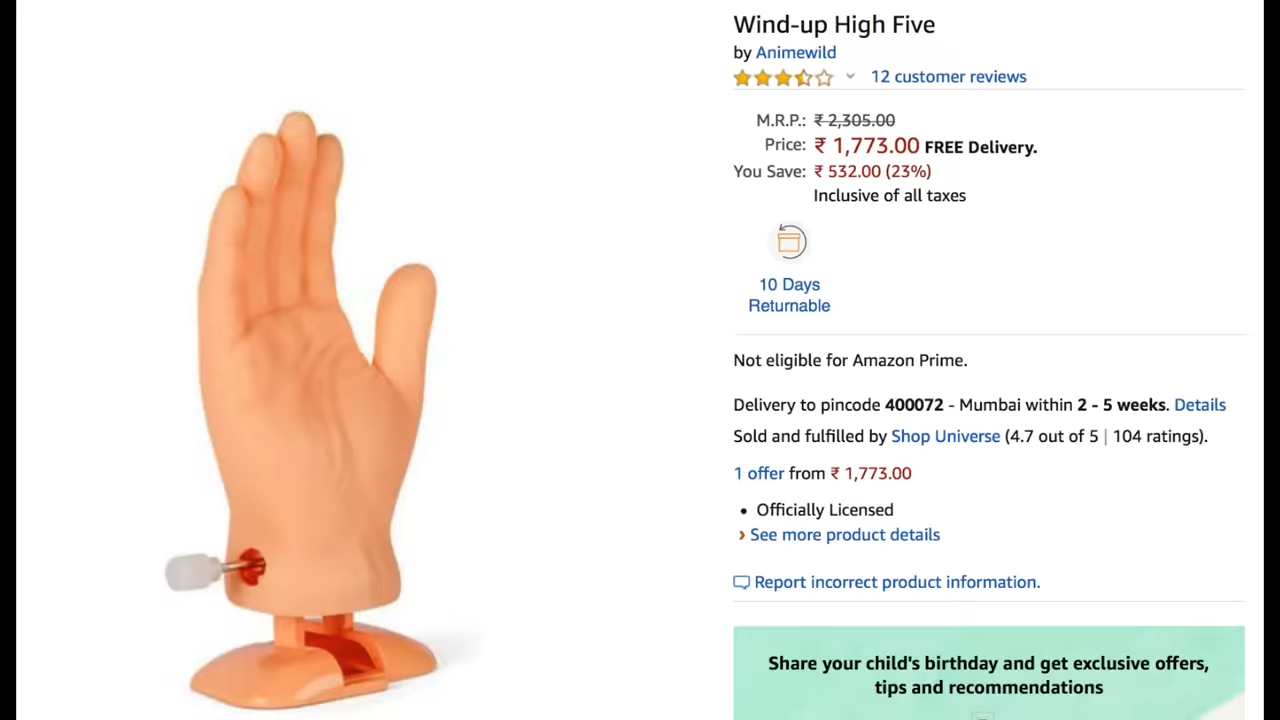 Wind-up High Five
by Animewild
12 customer reviews
M.R.P.: ₹ 2,305.00
Price: ₹ 1,773.00 FREE Delivery.
You Save: ₹ 532.00 (23%)
Inclusive of all taxes
10 Days
Returnable
Not eligible for Amazon Prime.
Delivery to pincode 400072 - Mumbai within 2 - 5 weeks. Details
Sold and fulfilled by Shop Universe (4.7 out of 5 | 104 ratings).
1 offer from ₹ 1,773.00
• Officially Licensed
› See more product details
Report incorrect product information.
Share your child's birthday and get exclusive offers,
tips and recommendations